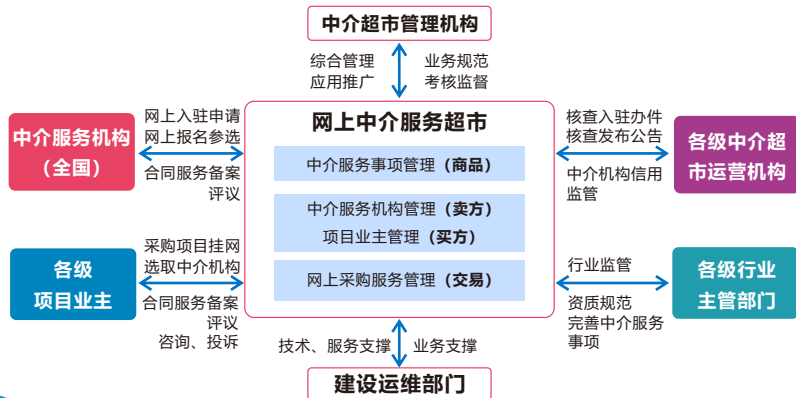 中介超市管理机构
综合管理
应用推广
业务规范
考核监督
中介服务机构
（全国）
网上入驻申请
网上报名参选
合同服务备案
评议
网上中介服务超市
中介服务事项管理（商品）
中介服务机构管理（卖方）
项目业主管理（买方）
网上采购服务管理（交易）
核查入驻办件
核查发布公告
中介机构信用
监管
各级中介超
市运营机构
各级
项目业主
采购项目挂网
选取中介机构
合同服务备案
评议
咨询、投诉
行业监管
资质规范
完善中介服务
事项
各级行业
主管部门
技术、服务支撑
业务支撑
建设运维部门